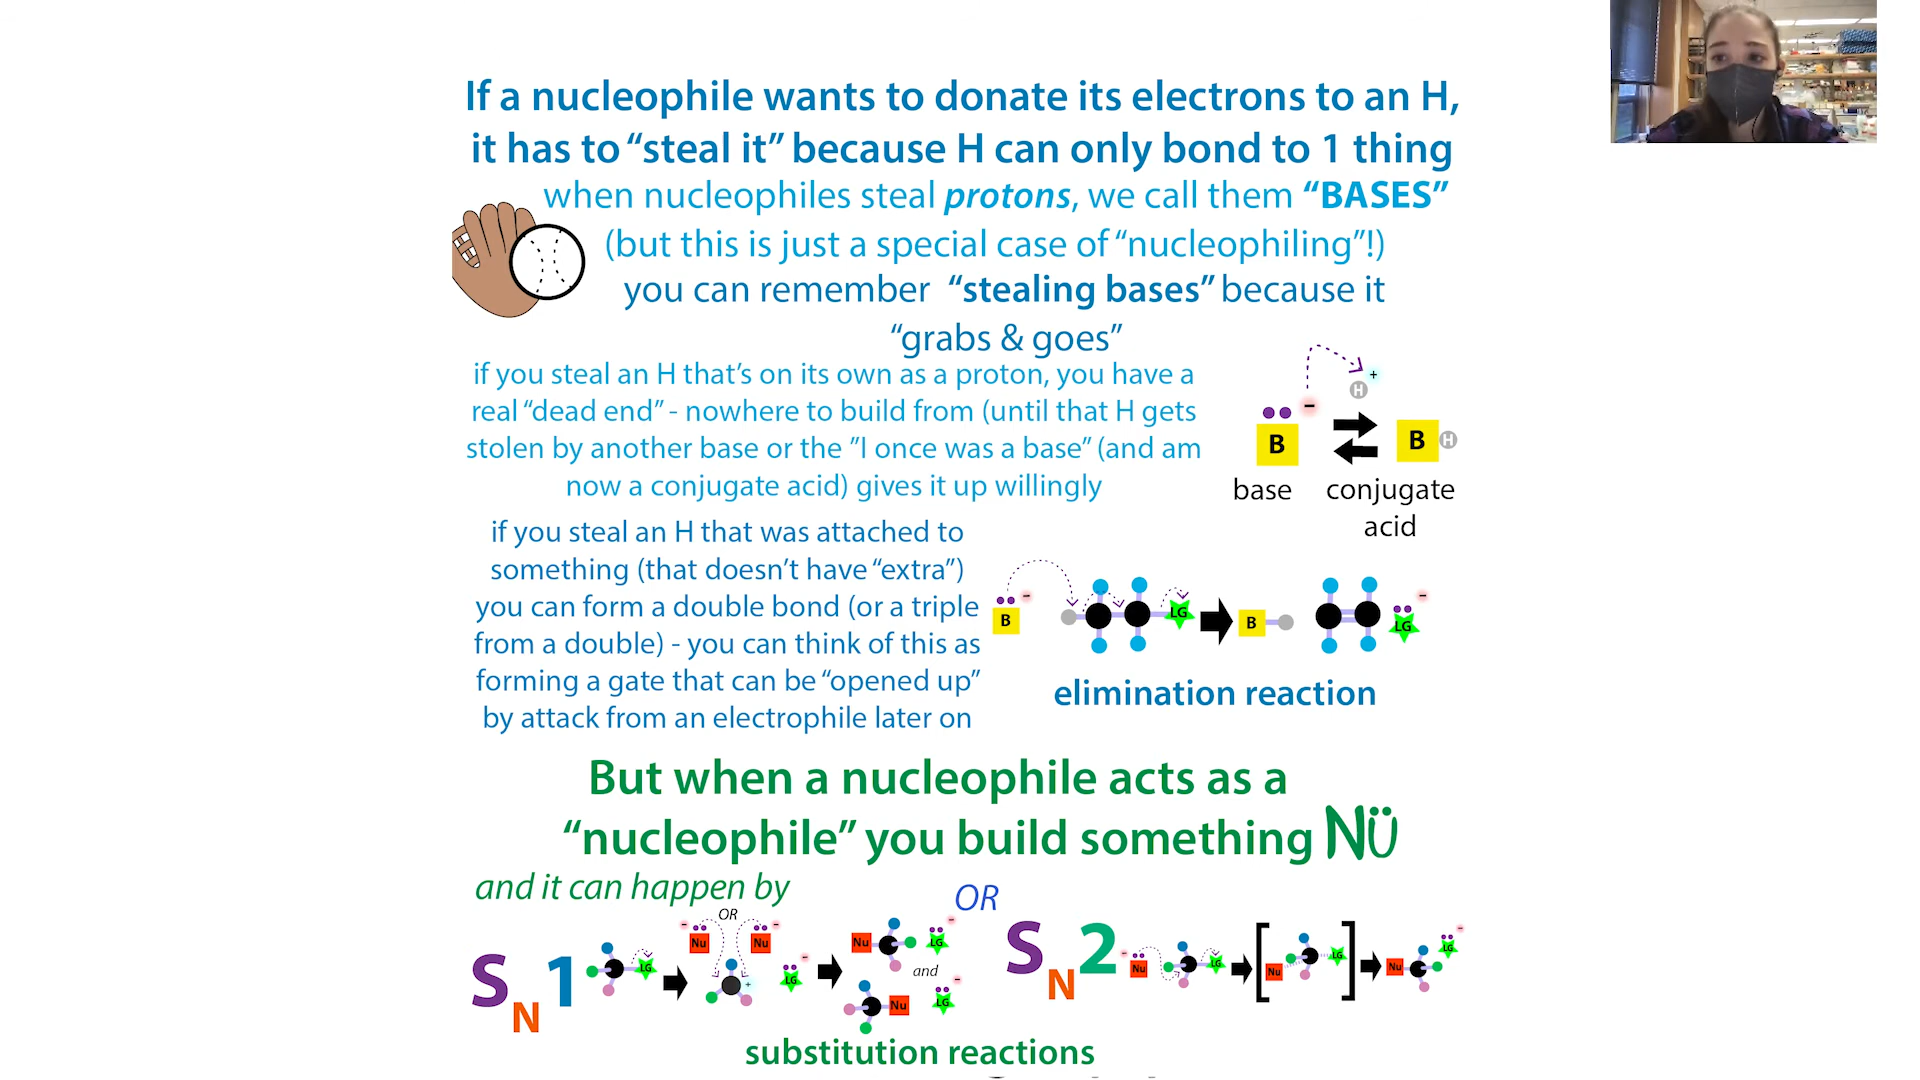 If a nucleophile wants to donate its electrons to an H,
it has to “steal it” because H can only bond to 1 thing
when nucleophiles steal protons, we call them “BASES”
(but this is just a special case of “nucleophiling”!)
you can remember “stealing bases” because it
“grabs & goes”
if you steal an H that’s on its own as a proton, you have a
real “dead end” - nowhere to build from (until that H gets
stolen by another base or the ”I once was a base” (and am
now a conjugate acid) gives it up willingly
H +
−
B B H
base conjugate
acid
if you steal an H that was attached to
something (that doesn’t have “extra”)
you can form a double bond (or a triple
from a double) - you can think of this as
forming a gate that can be “opened up”
by attack from an electrophile later on
B − LG B LG −
elimination reaction
But when a nucleophile acts as a
“nucleophile” you build something NÜ
and it can happen by
OR
SN1
LG
− OR −
Nu Nu
+
LG −
Nu LG −
and
Nu LG −
SN2
− Nu LG
[Nu LG]
Nu LG −
substitution reactions